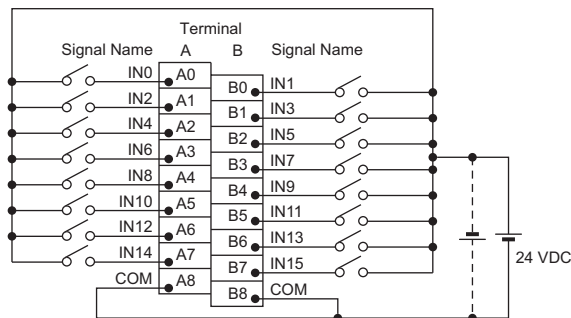 Terminal
Signal Name A B Signal Name
IN0 A0
B0 IN1
IN2 A1
B1 IN3
IN4 A2
B2 IN5
IN6 A3
B3 IN7
IN8 A4
B4 IN9
IN10 A5
B5 IN11
IN12 A6
B6 IN13
IN14 A7
B7 IN15
24 VDC
COM A8
B8 COM